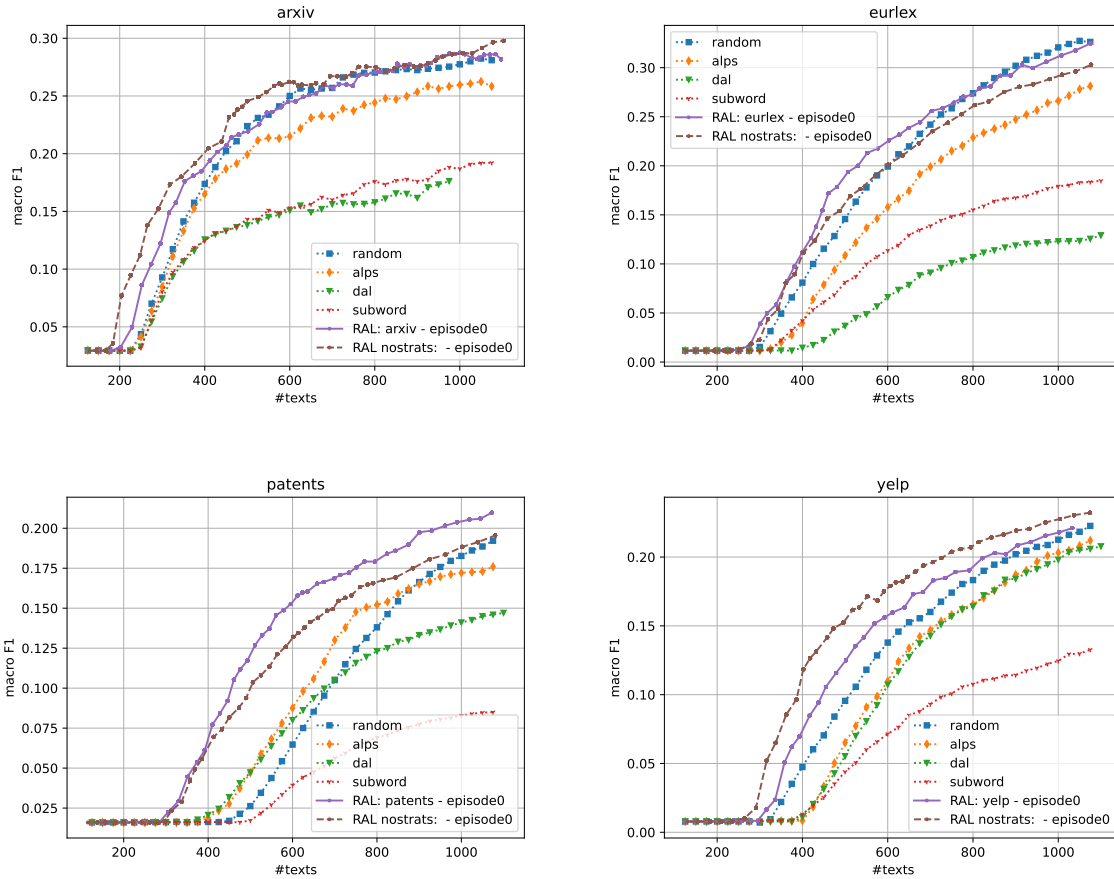 arxiv
0.30
0.25
0.20
0.15
0.10
0.05
macro F1
200 400 600 800 1000
#texts
random
alps
dal
subword
RAL: arxiv - episode0
RAL nostrats:  - episode0
eurlex
0.30
0.25
0.20
0.15
0.10
0.05
0.00
macro F1
200 400 600 800 1000
#texts
random
alps
dal
subword
RAL: eurlex - episode0
RAL nostrats:  - episode0
patents
0.200
0.175
0.150
0.125
0.100
0.075
0.050
0.025
macro F1
200 400 600 800 1000
#texts
random
alps
dal
subword
RAL: patents - episode0
RAL nostrats:  - episode0
yelp
0.20
0.15
0.10
0.05
0.00
macro F1
200 400 600 800 1000
#texts
random
alps
dal
subword
RAL: yelp - episode0
RAL nostrats:  - episode0